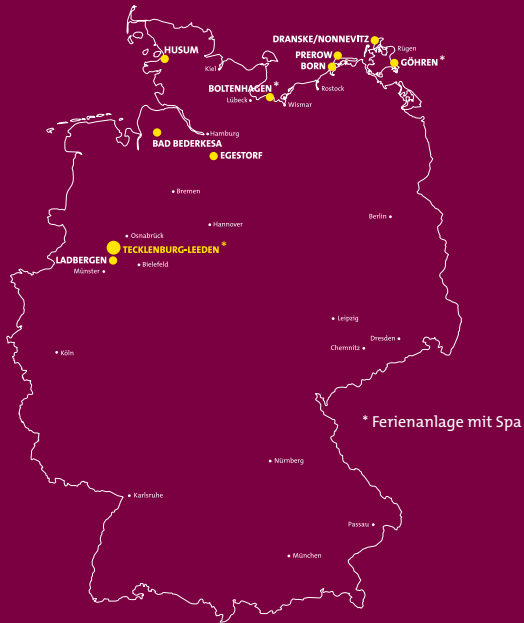 DRANSKE/NONNEVITZ
HUSUM
Rügen
PREROW
Kiel
BORN
GÖHREN *
BOLTENHAGEN *
Rostock
Lübeck
Wismar
Hamburg
BAD BEDERKESA
EGESTORF
Bremen
Berlin
Hannover
Osnabrück
TECKLENBURG-LEEDEN *
LADBERGEN
Bielefeld
Münster
Leipzig
Dresden
Chemnitz
Köln
* Ferienanlage mit Spa
Nürnberg
Karlsruhe
Passau
München